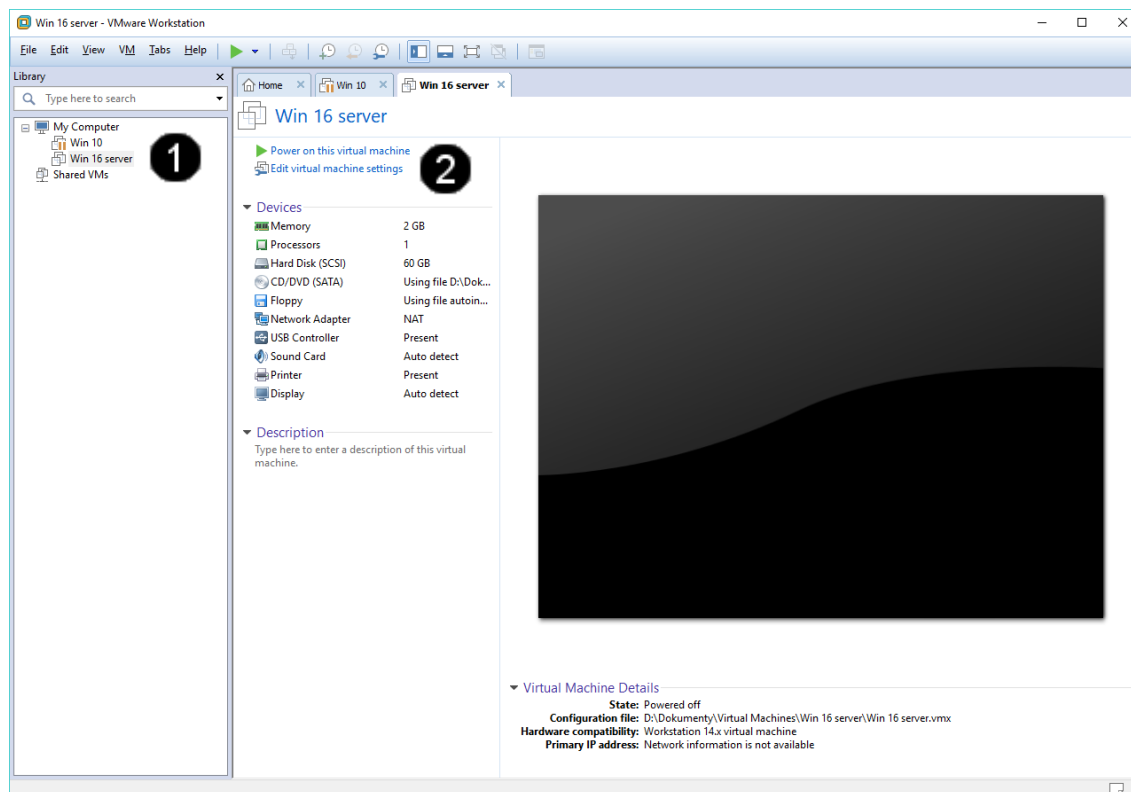 Win 16 server - VMware Workstation
File Edit View VM Tabs Help
Library
Type here to search
My Computer
Win 10
Win 16 server
Shared VMs
1
Home
Win 10
Win 16 server
Win 16 server
Power on this virtual machine
Edit virtual machine settings
2
Devices
Memory 2 GB
Processors 1
Hard Disk (SCSI) 60 GB
CD/DVD (SATA) Using file D:\Dok...
Floppy Using file autoin...
Network Adapter NAT
USB Controller Present
Sound Card Auto detect
Printer Present
Display Auto detect
Description
Type here to enter a description of this virtual
machine.
Virtual Machine Details
State: Powered off
Configuration file: D:\Dokumenty\Virtual Machines\Win 16 server\Win 16 server.vmx
Hardware compatibility: Workstation 14.x virtual machine
Primary IP address: Network information is not available